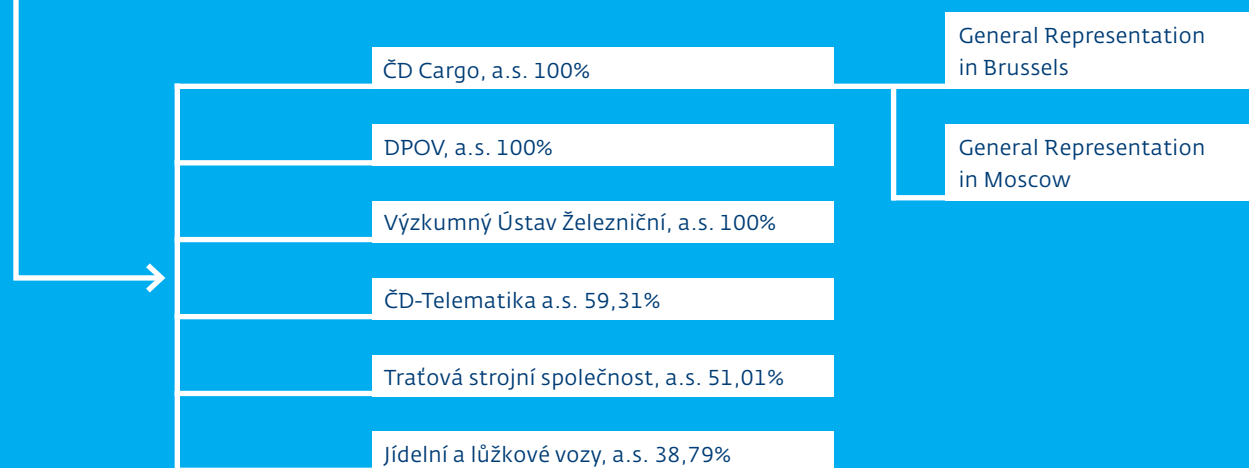 ČD Cargo, a.s. 100%
General Representation
in Brussels
DPOV, a.s. 100%
General Representation
in Moscow
Výzkumný Ústav Železniční, a.s. 100%
ČD-Telematika a.s. 59,31%
Traťová strojní společnost, a.s. 51,01%
Jídelní a lůžkové vozy, a.s. 38,79%